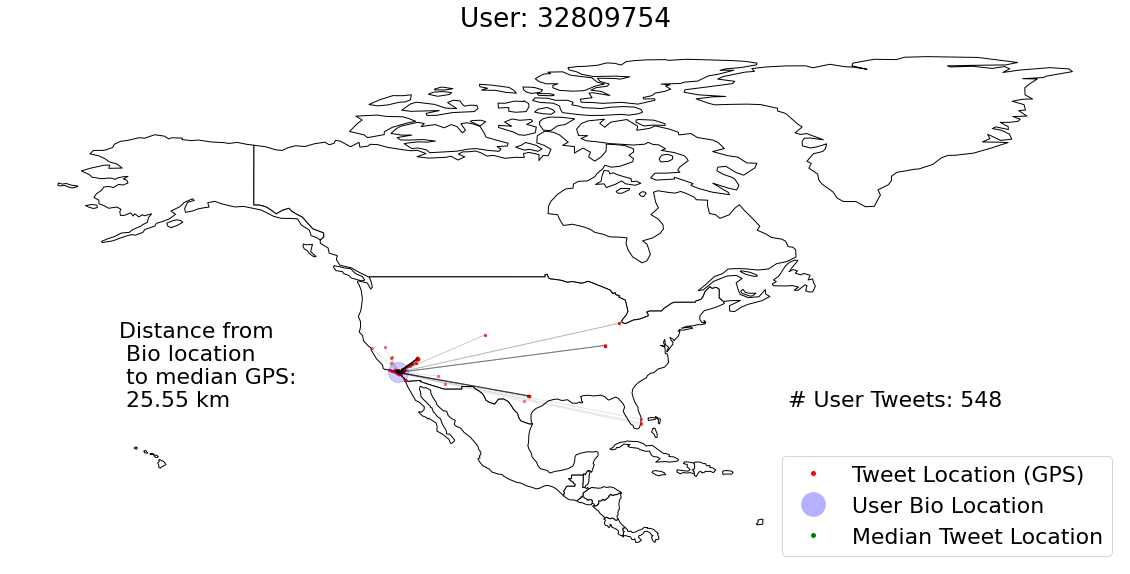 User: 32809754
Distance from
Bio location
to median GPS:
25.55 km
# User Tweets: 548
Tweet Location (GPS)
User Bio Location
Median Tweet Location